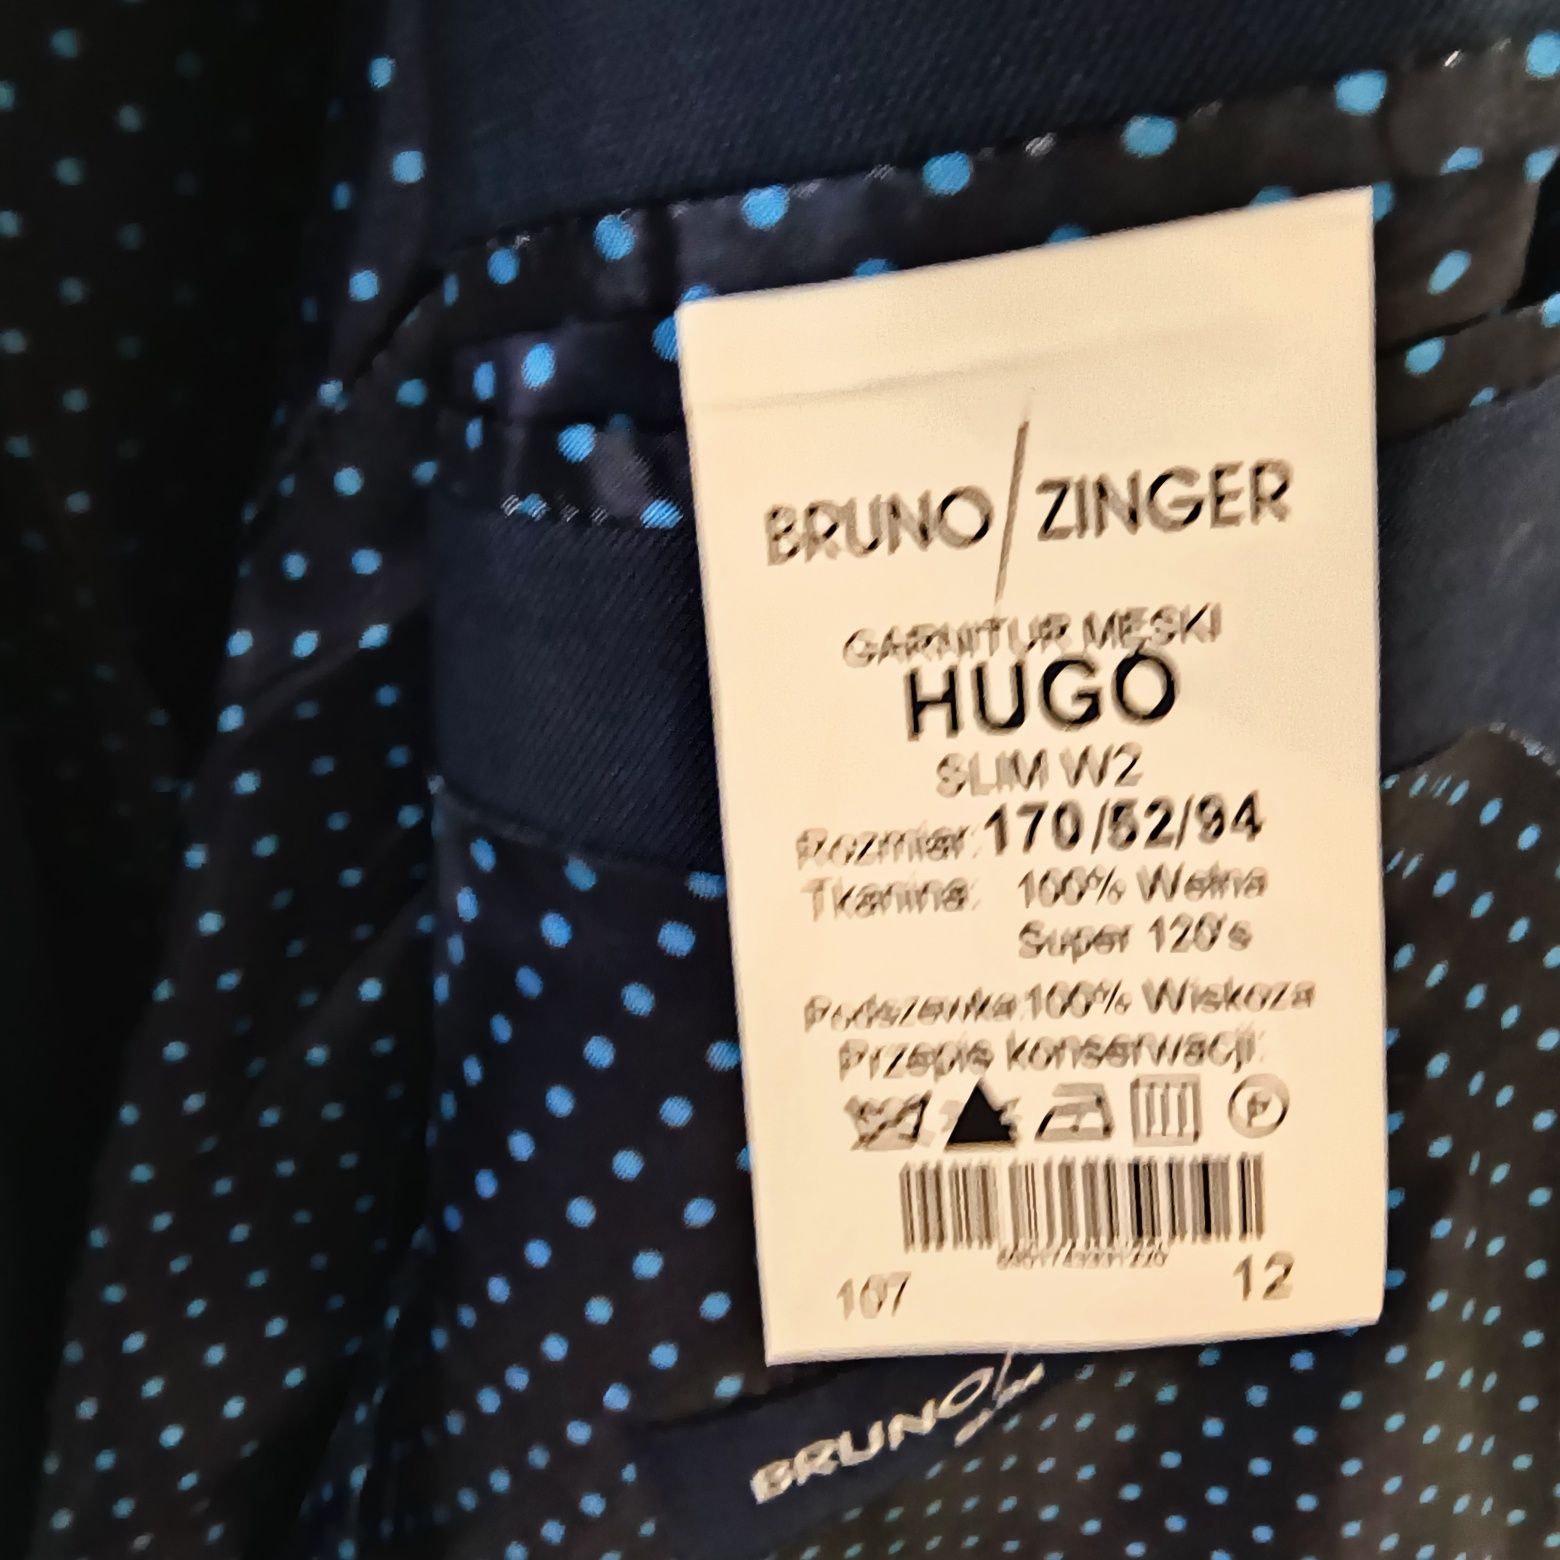 BRUNO/ZINGER
GARNITUR MĘSKI
HUGO
SLIM W2
Rozmiar: 170/52/94
Tkanina: 100% Wełna
Super 120's
Podszewka: 100% Wiskoza
Przepis konserwacji:
P
107 12
BRUNO/